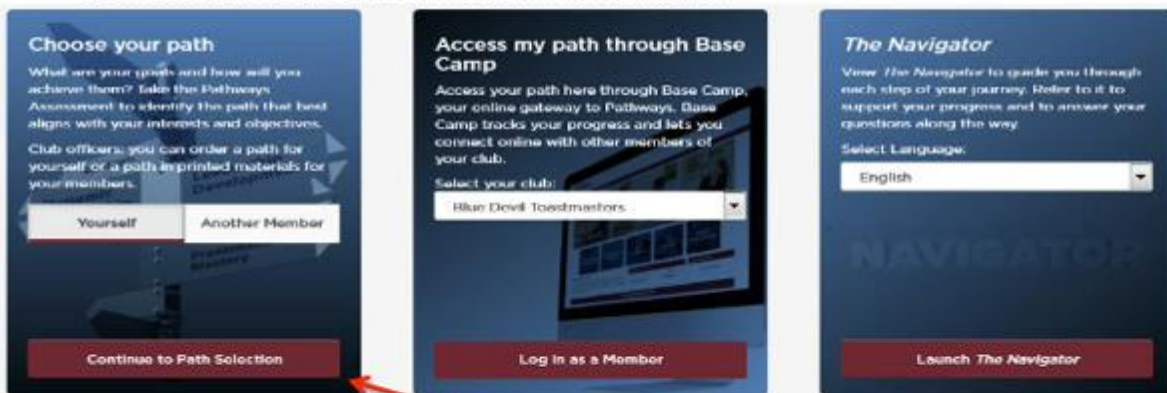 Choose your path
What are your goals and how will you
achieve them? Take the Pathways
Assessment to identify the path that best
aligns with your interests and objectives.
Club officers: you can order a path for
yourself or a path in printed materials for
your members.
Yourself
Another Member
Continue to Path Selection
Access my path through Base
Camp
Access your path here through Base Camp,
your online gateway to Pathways. Base
Camp tracks your progress and lets you
connect online with other members of
your club.
Select your club:
Blue Devil Toastmasters
Log in as a Member
The Navigator
View The Navigator to guide you through
each step of your journey. Refer to it to
support your progress and to answer your
questions along the way.
Select Language:
English
NAVIGATOR
Launch The Navigator